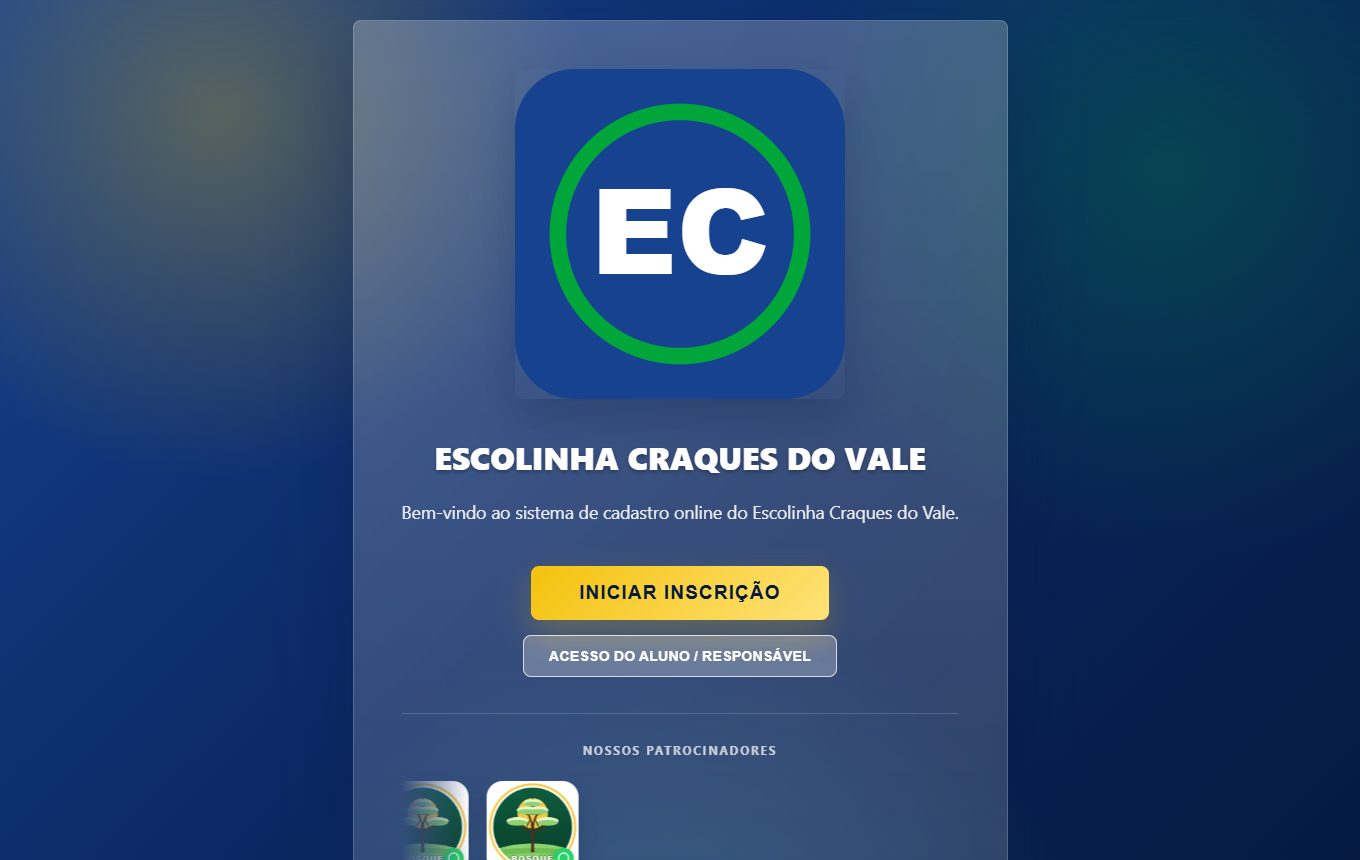 EC
ESCOLINHA CRAQUES DO VALE
Bem-vindo ao sistema de cadastro online do Escolinha Craques do Vale.
INICIAR INSCRIÇÃO
ACESSO DO ALUNO / RESPONSÁVEL
NOSSOS PATROCINADORES
BOSQUE